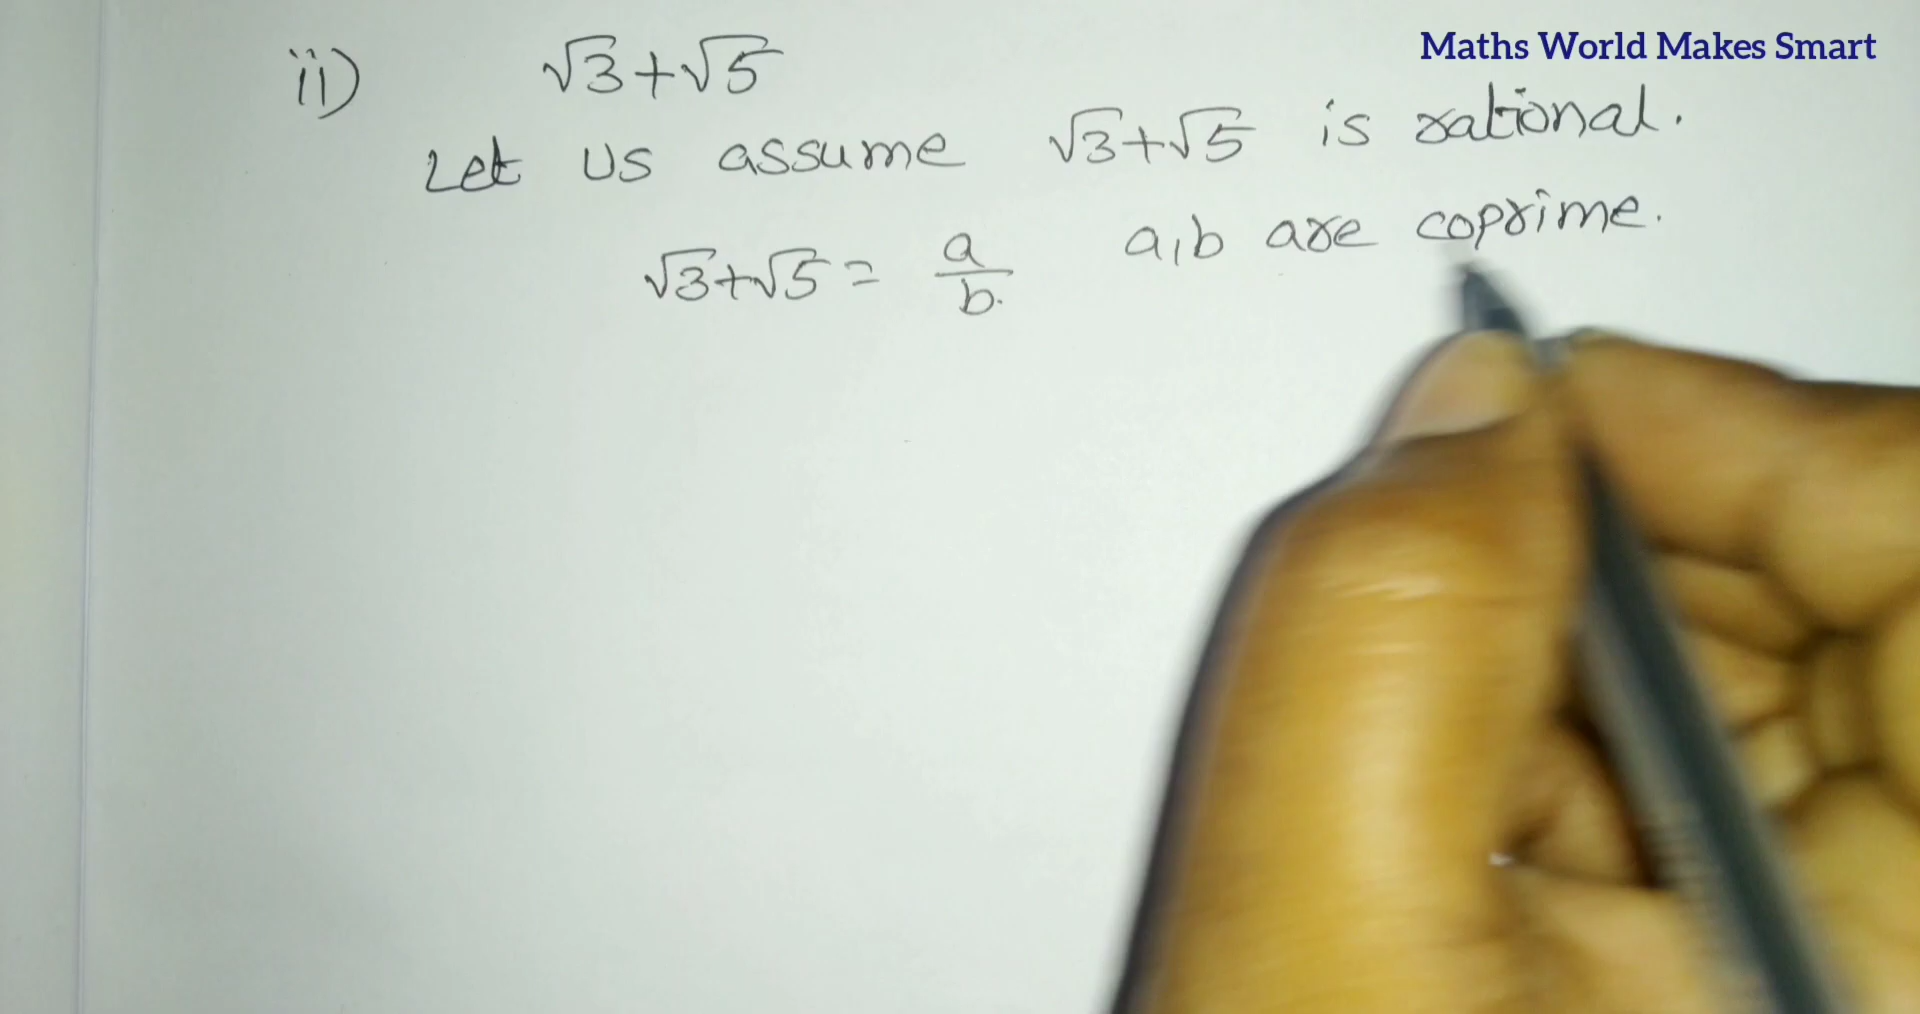 Maths World Makes Smart
ii) √3+√5
Let us assume √3+√5 is rational.
√3+√5 = a/b. a,b are coprime.